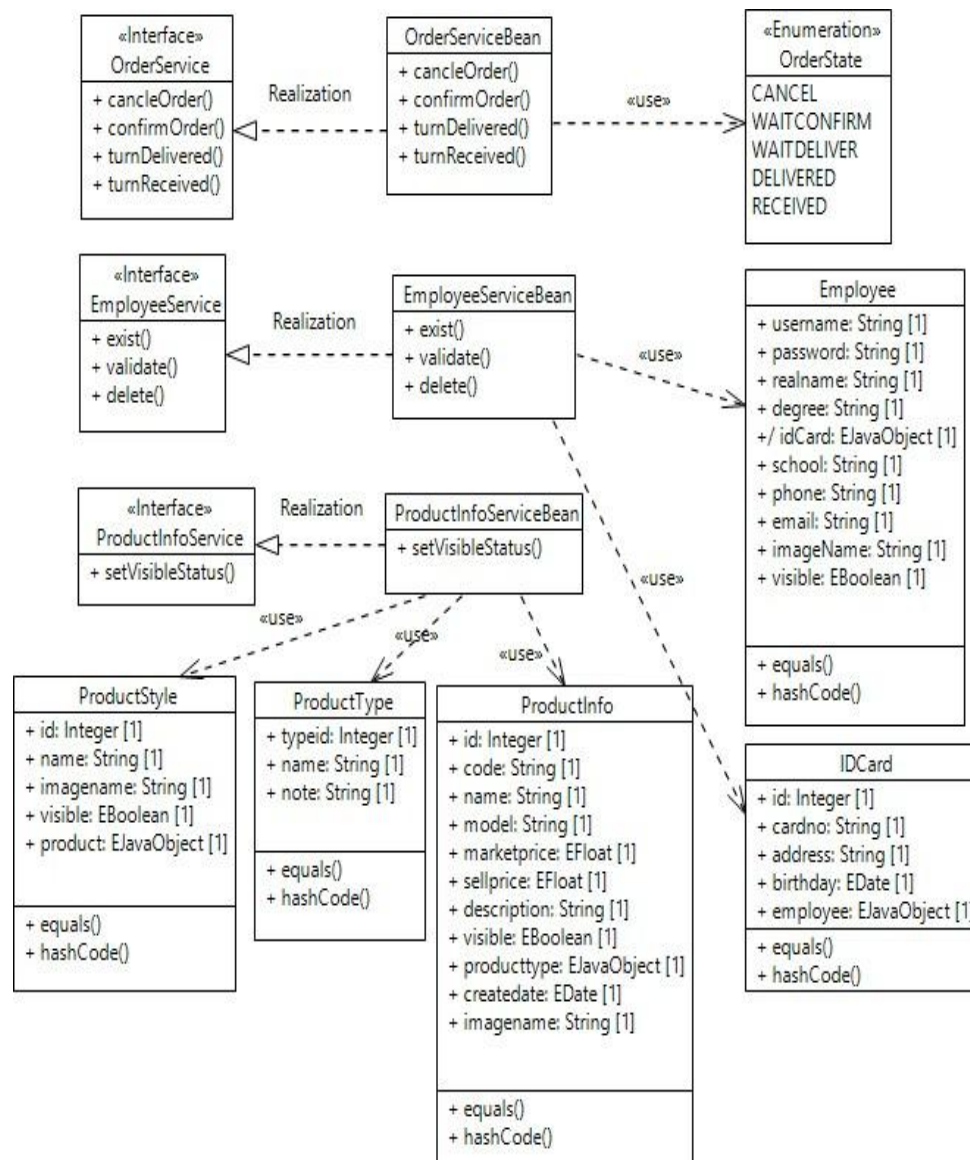 «Interface»
OrderService
+ cancleOrder()
+ confirmOrder()
+ turnDelivered()
+ turnReceived()
Realization
OrderServiceBean
+ cancleOrder()
+ confirmOrder()
+ turnDelivered()
+ turnReceived()
«use»
«Enumeration»
OrderState
CANCEL
WAITCONFIRM
WAITDELIVER
DELIVERED
RECEIVED
«Interface»
EmployeeService
+ exist()
+ validate()
+ delete()
Realization
EmployeeServiceBean
+ exist()
+ validate()
+ delete()
«use»
Employee
+ username: String [1]
+ password: String [1]
+ realname: String [1]
+ degree: String [1]
+/ idCard: EJavaObject [1]
+ school: String [1]
+ phone: String [1]
+ email: String [1]
+ imageName: String [1]
+ visible: EBoolean [1]
+ equals()
+ hashCode()
«Interface»
ProductInfoService
+ setVisibleStatus()
Realization
ProductInfoServiceBean
+ setVisibleStatus()
«use»
«use»
«use»
«use»
ProductStyle
+ id: Integer [1]
+ name: String [1]
+ imagename: String [1]
+ visible: EBoolean [1]
+ product: EJavaObject [1]
+ equals()
+ hashCode()
ProductType
+ typeid: Integer [1]
+ name: String [1]
+ note: String [1]
+ equals()
+ hashCode()
ProductInfo
+ id: Integer [1]
+ code: String [1]
+ name: String [1]
+ model: String [1]
+ marketprice: EFloat [1]
+ sellprice: EFloat [1]
+ description: String [1]
+ visible: EBoolean [1]
+ producttype: EJavaObject [1]
+ createdate: EDate [1]
+ imagename: String [1]
+ equals()
+ hashCode()
IDCard
+ id: Integer [1]
+ cardno: String [1]
+ address: String [1]
+ birthday: EDate [1]
+ employee: EJavaObject [1]
+ equals()
+ hashCode()